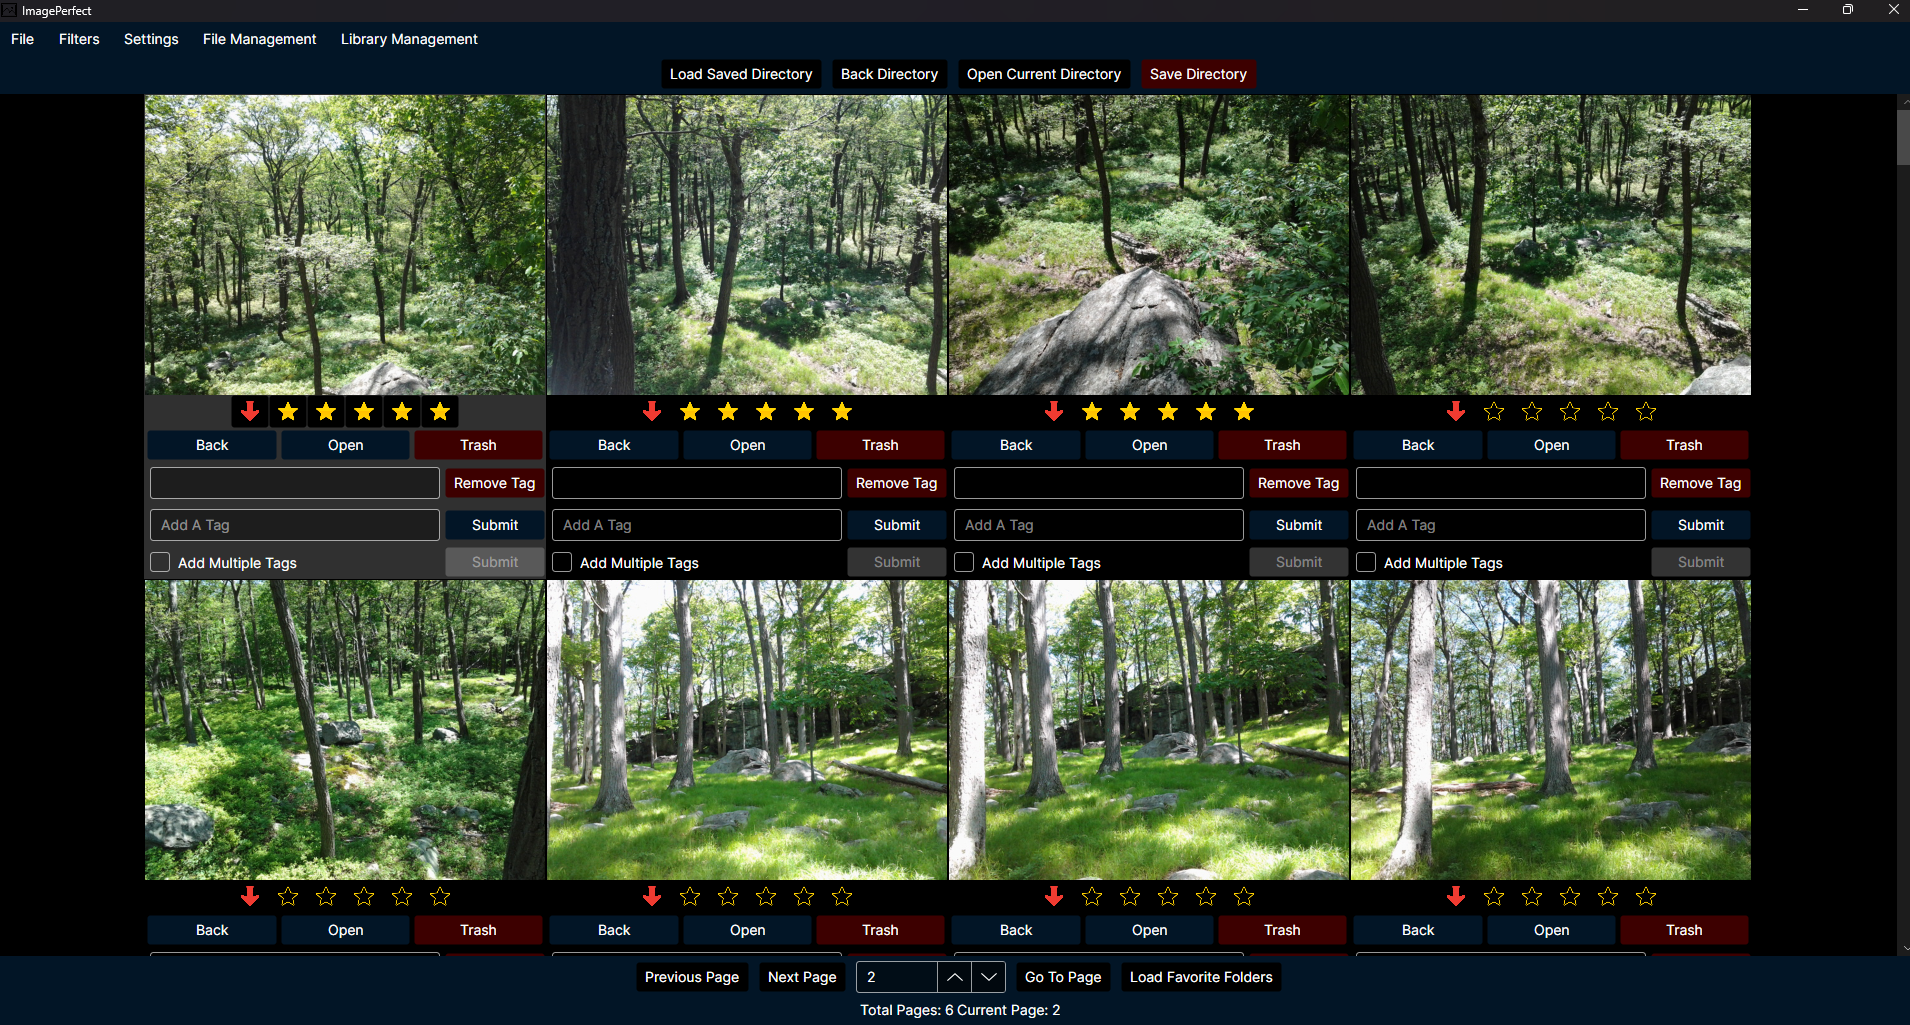 ImagePerfect
File Filters Settings File Management Library Management
Load Saved Directory Back Directory Open Current Directory Save Directory
Back Open Trash Back Open Trash Back Open Trash Back Open Trash
Remove Tag Remove Tag Remove Tag Remove Tag
Add A Tag Submit Add A Tag Submit Add A Tag Submit Add A Tag Submit
Add Multiple Tags Submit Add Multiple Tags Submit Add Multiple Tags Submit Add Multiple Tags Submit
Back Open Trash Back Open Trash Back Open Trash Back Open Trash
Previous Page Next Page 2 Go To Page Load Favorite Folders
Total Pages: 6 Current Page: 2